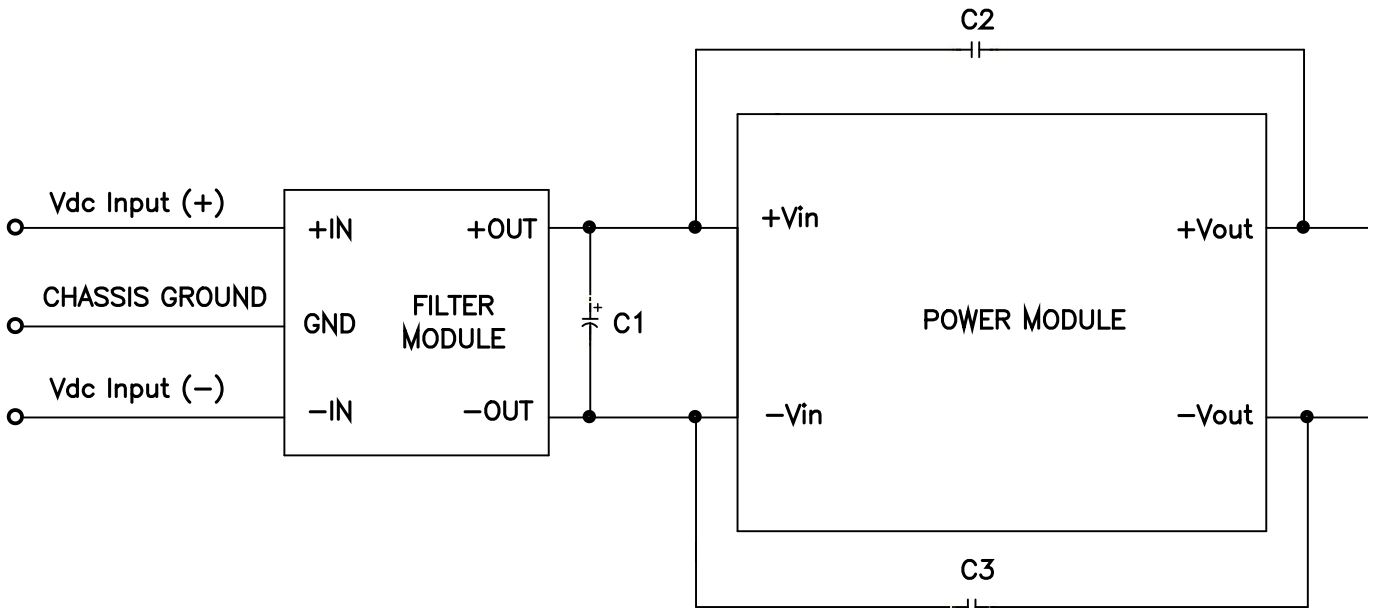 C2
Vdc Input (+)
+IN
+OUT
+Vin
+Vout
CHASSIS GROUND
GND
FILTER
MODULE
+
C1
POWER MODULE
Vdc Input (−)
−IN
−OUT
−Vin
−Vout
C3